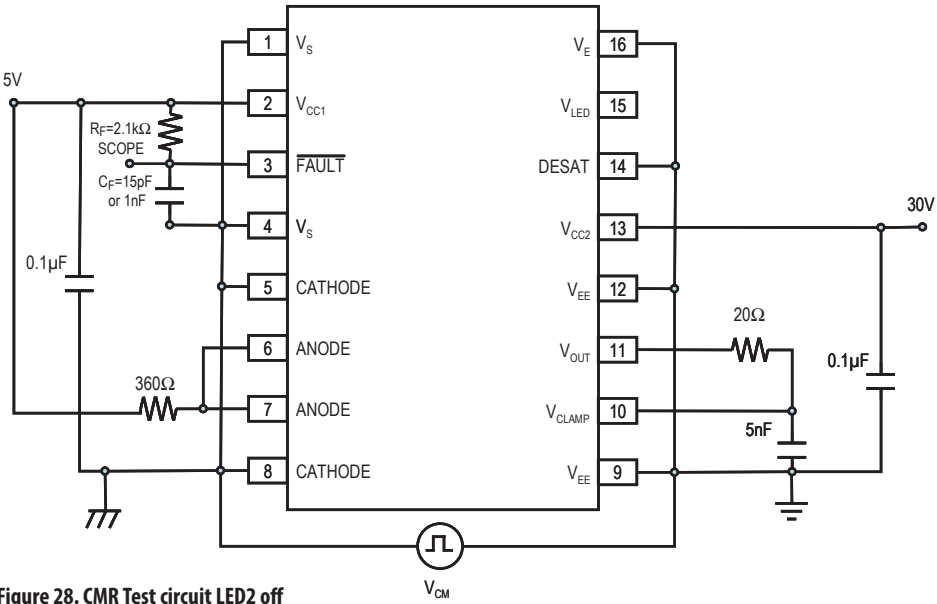 1 V_S V_E 16
5V
2 V_CC1 V_LED 15
R_F=2.1kΩ
SCOPE
3 FAULT DESAT 14
C_F=15pF
or 1nF
4 V_S V_CC2 13
30V
0.1µF
5 CATHODE V_EE 12
20Ω
6 ANODE V_OUT 11
0.1µF
360Ω
7 ANODE V_CLAMP 10
5nF
8 CATHODE V_EE 9
V_CM
Figure 28. CMR Test circuit LED2 off